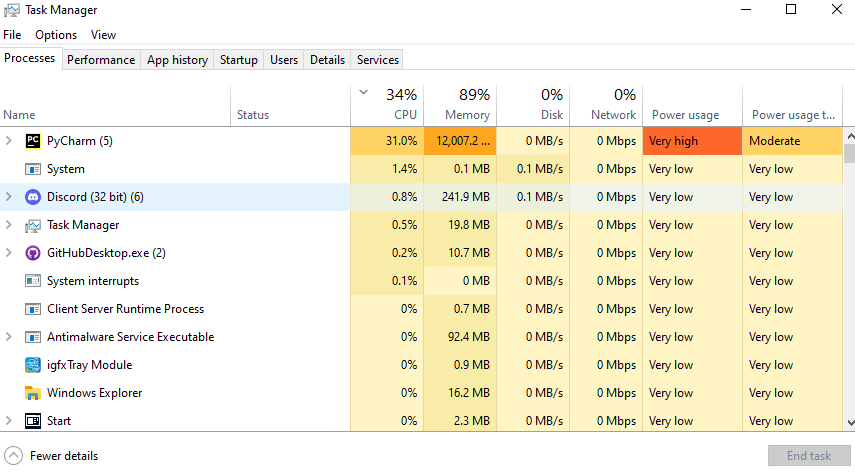 Task Manager
File Options View
Processes Performance App history Startup Users Details Services
34% 89% 0% 0%
Name Status CPU Memory Disk Network Power usage Power usage t...
PyCharm (5) 31.0% 12,007.2 ... 0 MB/s 0 Mbps Very high Moderate
System 1.4% 0.1 MB 0.1 MB/s 0 Mbps Very low Very low
Discord (32 bit) (6) 0.8% 241.9 MB 0.1 MB/s 0 Mbps Very low Very low
Task Manager 0.5% 19.8 MB 0 MB/s 0 Mbps Very low Very low
GitHubDesktop.exe (2) 0.2% 10.7 MB 0 MB/s 0 Mbps Very low Very low
System interrupts 0.1% 0 MB 0 MB/s 0 Mbps Very low Very low
Client Server Runtime Process 0% 0.7 MB 0 MB/s 0 Mbps Very low Very low
Antimalware Service Executable 0% 92.4 MB 0 MB/s 0 Mbps Very low Very low
igfxTray Module 0% 0.9 MB 0 MB/s 0 Mbps Very low Very low
Windows Explorer 0% 16.2 MB 0 MB/s 0 Mbps Very low Very low
Start 0% 2.3 MB 0 MB/s 0 Mbps Very low Very low
Fewer details End task